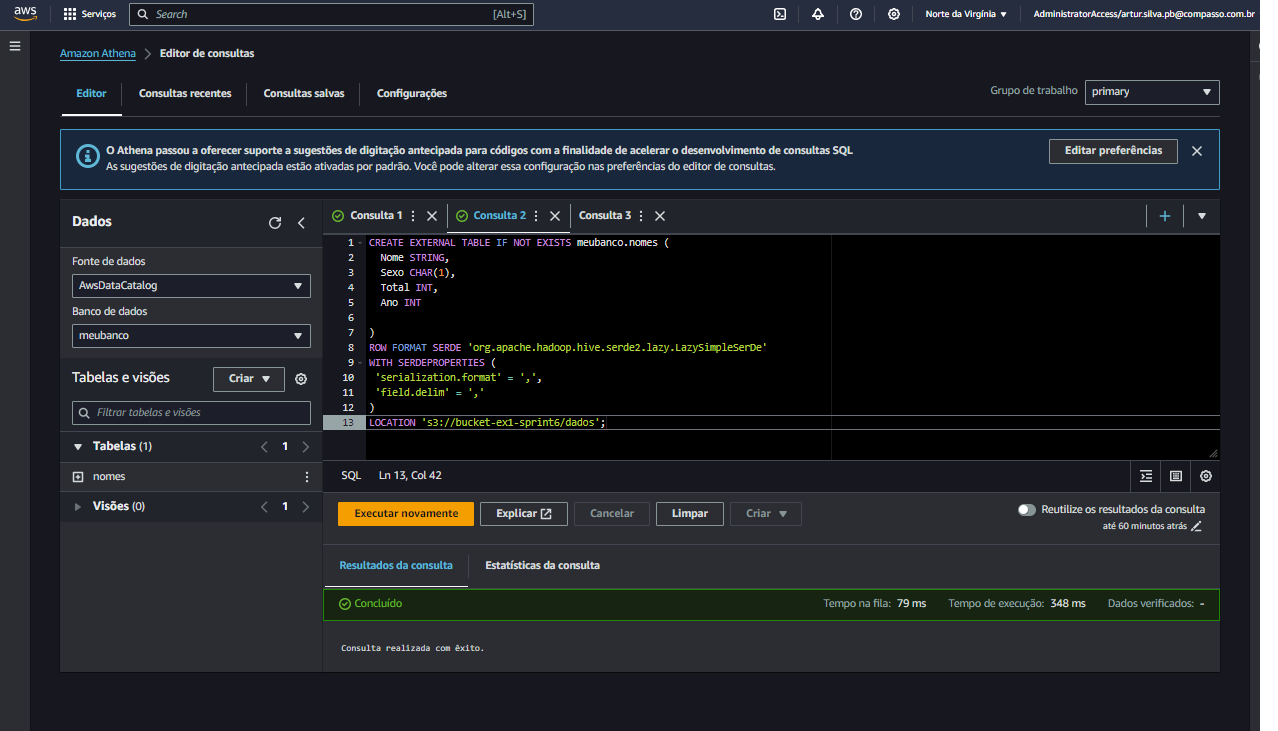 aws Serviços Search [Alt+S] Norte da Virgínia AdministratorAccess/artur.silva.pb@compasso.com.br
Amazon Athena Editor de consultas
Editor Consultas recentes Consultas salvas Configurações Grupo de trabalho primary
O Athena passou a oferecer suporte a sugestões de digitação antecipada para códigos com a finalidade de acelerar o desenvolvimento de consultas SQL
As sugestões de digitação antecipada estão ativadas por padrão. Você pode alterar essa configuração nas preferências do editor de consultas.
Editar preferências
Dados
Fonte de dados
AwsDataCatalog
Banco de dados
meubanco
Tabelas e visões Criar
Filtrar tabelas e visões
Tabelas (1) 1
nomes
Visões (0) 1
Consulta 1 Consulta 2 Consulta 3
1 CREATE EXTERNAL TABLE IF NOT EXISTS meubanco.nomes (
2 Nome STRING,
3 Sexo CHAR(1),
4 Total INT,
5 Ano INT
6
7 )
8 ROW FORMAT SERDE 'org.apache.hadoop.hive.serde2.lazy.LazySimpleSerDe'
9 WITH SERDEPROPERTIES (
10 'serialization.format' = ',',
11 'field.delim' = ','
12 )
13 LOCATION 's3://bucket-ex1-sprint6/dados';
SQL Ln 13, Col 42
Executar novamente Explicar Cancelar Limpar Criar
Reutilize os resultados da consulta
até 60 minutos atrás
Resultados da consulta Estatísticas da consulta
Concluído Tempo na fila: 79 ms Tempo de execução: 348 ms Dados verificados: -
Consulta realizada com êxito.